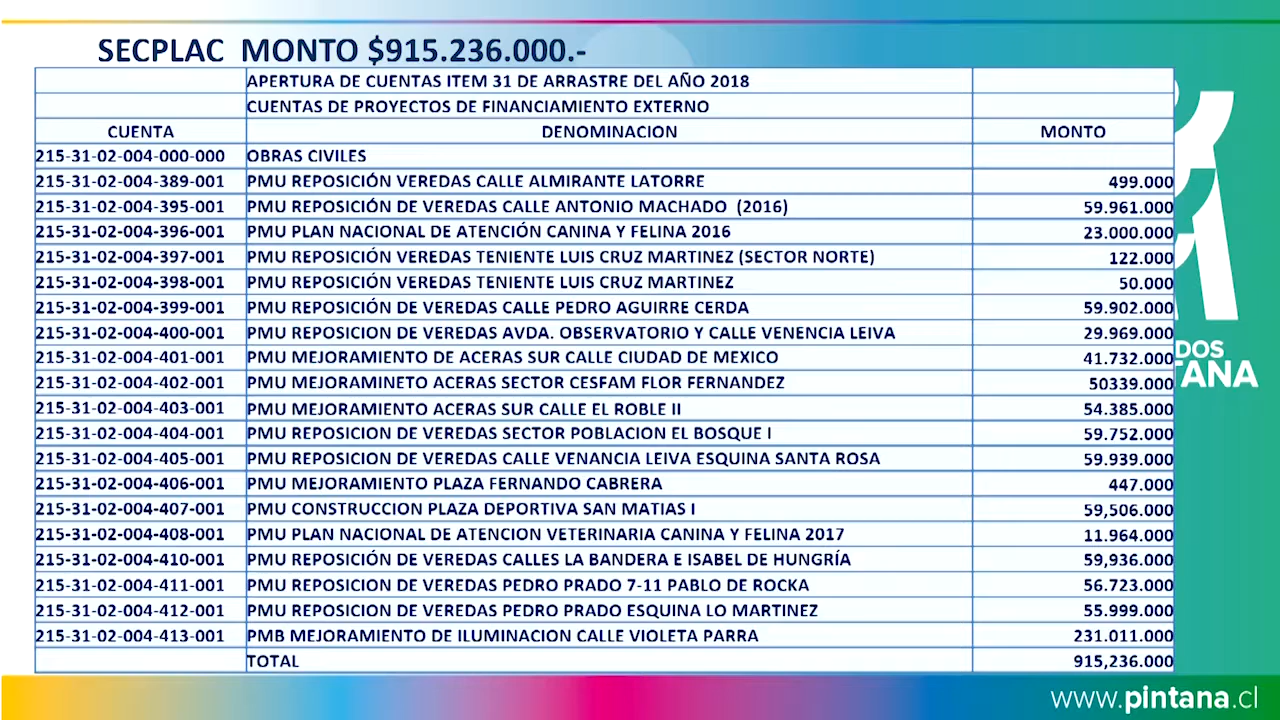 SECPLAC MONTO $915.236.000.-
APERTURA DE CUENTAS ITEM 31 DE ARRASTRE DEL AÑO 2018
CUENTAS DE PROYECTOS DE FINANCIAMIENTO EXTERNO
CUENTA DENOMINACION MONTO
215-31-02-004-000-000 OBRAS CIVILES
215-31-02-004-389-001 PMU REPOSICIÓN VEREDAS CALLE ALMIRANTE LATORRE 499.000
215-31-02-004-395-001 PMU REPOSICIÓN DE VEREDAS CALLE ANTONIO MACHADO (2016) 59.961.000
215-31-02-004-396-001 PMU PLAN NACIONAL DE ATENCIÓN CANINA Y FELINA 2016 23.000.000
215-31-02-004-397-001 PMU REPOSICIÓN VEREDAS TENIENTE LUIS CRUZ MARTINEZ (SECTOR NORTE) 122.000
215-31-02-004-398-001 PMU REPOSICIÓN VEREDAS TENIENTE LUIS CRUZ MARTINEZ 50.000
215-31-02-004-399-001 PMU REPOSICIÓN DE VEREDAS CALLE PEDRO AGUIRRE CERDA 59.902.000
215-31-02-004-400-001 PMU REPOSICION DE VEREDAS AVDA. OBSERVATORIO Y CALLE VENENCIA LEIVA 29.969.000
215-31-02-004-401-001 PMU MEJORAMIENTO DE ACERAS SUR CALLE CIUDAD DE MEXICO 41.732.000
215-31-02-004-402-001 PMU MEJORAMINETO ACERAS SECTOR CESFAM FLOR FERNANDEZ 50339.000
215-31-02-004-403-001 PMU MEJORAMIENTO ACERAS SUR CALLE EL ROBLE II 54.385.000
215-31-02-004-404-001 PMU REPOSICION DE VEREDAS SECTOR POBLACION EL BOSQUE I 59.752.000
215-31-02-004-405-001 PMU REPOSICION DE VEREDAS CALLE VENANCIA LEIVA ESQUINA SANTA ROSA 59.939.000
215-31-02-004-406-001 PMU MEJORAMIENTO PLAZA FERNANDO CABRERA 447.000
215-31-02-004-407-001 PMU CONSTRUCCION PLAZA DEPORTIVA SAN MATIAS I 59,506.000
215-31-02-004-408-001 PMU PLAN NACIONAL DE ATENCION VETERINARIA CANINA Y FELINA 2017 11.964.000
215-31-02-004-410-001 PMU REPOSICIÓN DE VEREDAS CALLES LA BANDERA E ISABEL DE HUNGRÍA 59,936.000
215-31-02-004-411-001 PMU REPOSICIÓN DE VEREDAS PEDRO PRADO 7-11 PABLO DE ROCKA 56.723.000
215-31-02-004-412-001 PMU REPOSICION DE VEREDAS PEDRO PRADO ESQUINA LO MARTINEZ 55.999.000
215-31-02-004-413-001 PMB MEJORAMIENTO DE ILUMINACION CALLE VIOLETA PARRA 231.011.000
TOTAL 915,236.000
DOS
TANA
www.pintana.cl